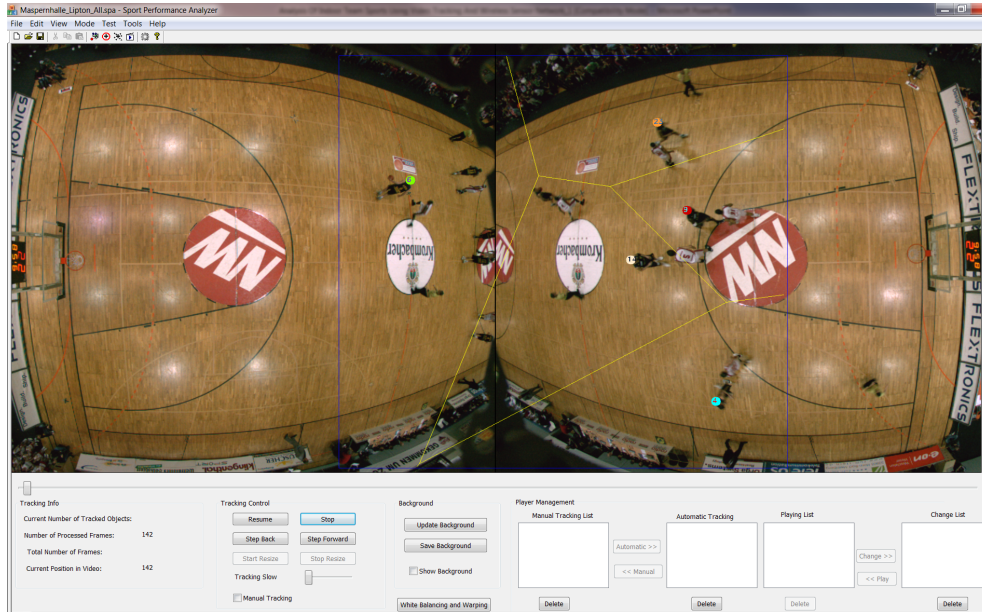 Maspernhalle_Lipton_All.spa - Sport Performance Analyzer
File Edit View Mode Test Tools Help
FLEXTRONICS
FLEXTRONICS
Krombacher
Krombacher
klingenthol
GERRY
Tracking Info
Current Number of Tracked Objects:
Number of Processed Frames: 142
Total Number of Frames:
Current Position in Video: 142
Tracking Control
Resume Stop
Step Back Step Forward
Start Resize Stop Resize
Tracking Slow
Manual Tracking
Background
Update Background
Save Background
Show Background
White Balancing and Warping
Player Management
Manual Tracking List
Automatic >>
<< Manual
Delete
Automatic Tracking
Delete
Playing List
Delete
Change >>
<< Play
Change List
Delete